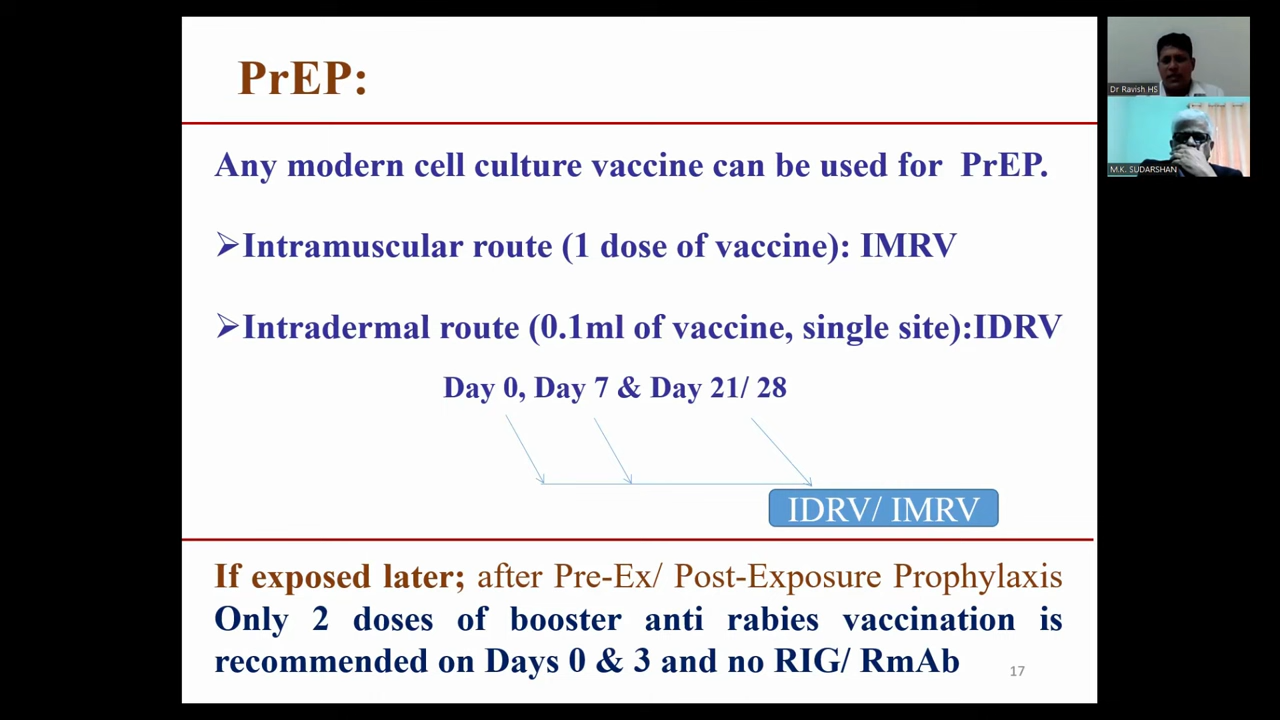 PrEP:
Any modern cell culture vaccine can be used for PrEP.
➢Intramuscular route (1 dose of vaccine): IMRV
➢Intradermal route (0.1ml of vaccine, single site):IDRV
Day 0, Day 7 & Day 21/ 28
IDRV/ IMRV
If exposed later; after Pre-Ex/ Post-Exposure Prophylaxis
Only 2 doses of booster anti rabies vaccination is
recommended on Days 0 & 3 and no RIG/ RmAb
17
Dr Ravish HS
M.K. SUDARSHAN